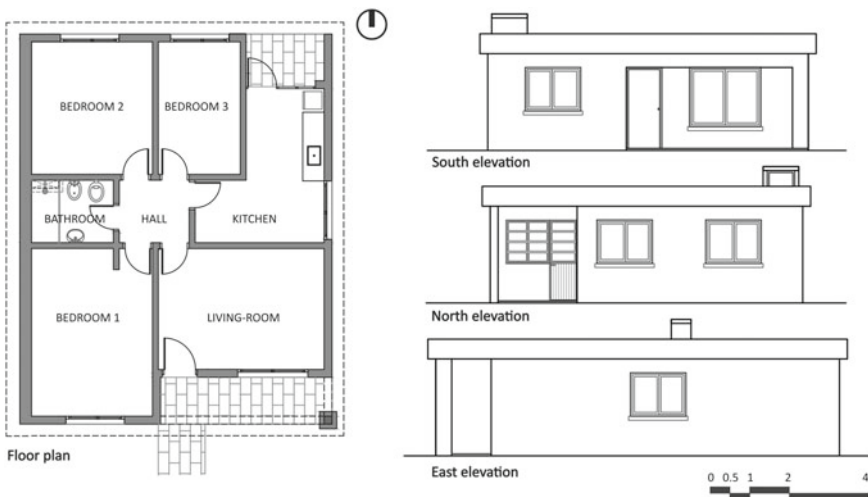 BEDROOM 2
BEDROOM 3
BATHROOM
HALL
KITCHEN
BEDROOM 1
LIVING-ROOM
Floor plan
South elevation
North elevation
East elevation
0 0.5 1 2 4